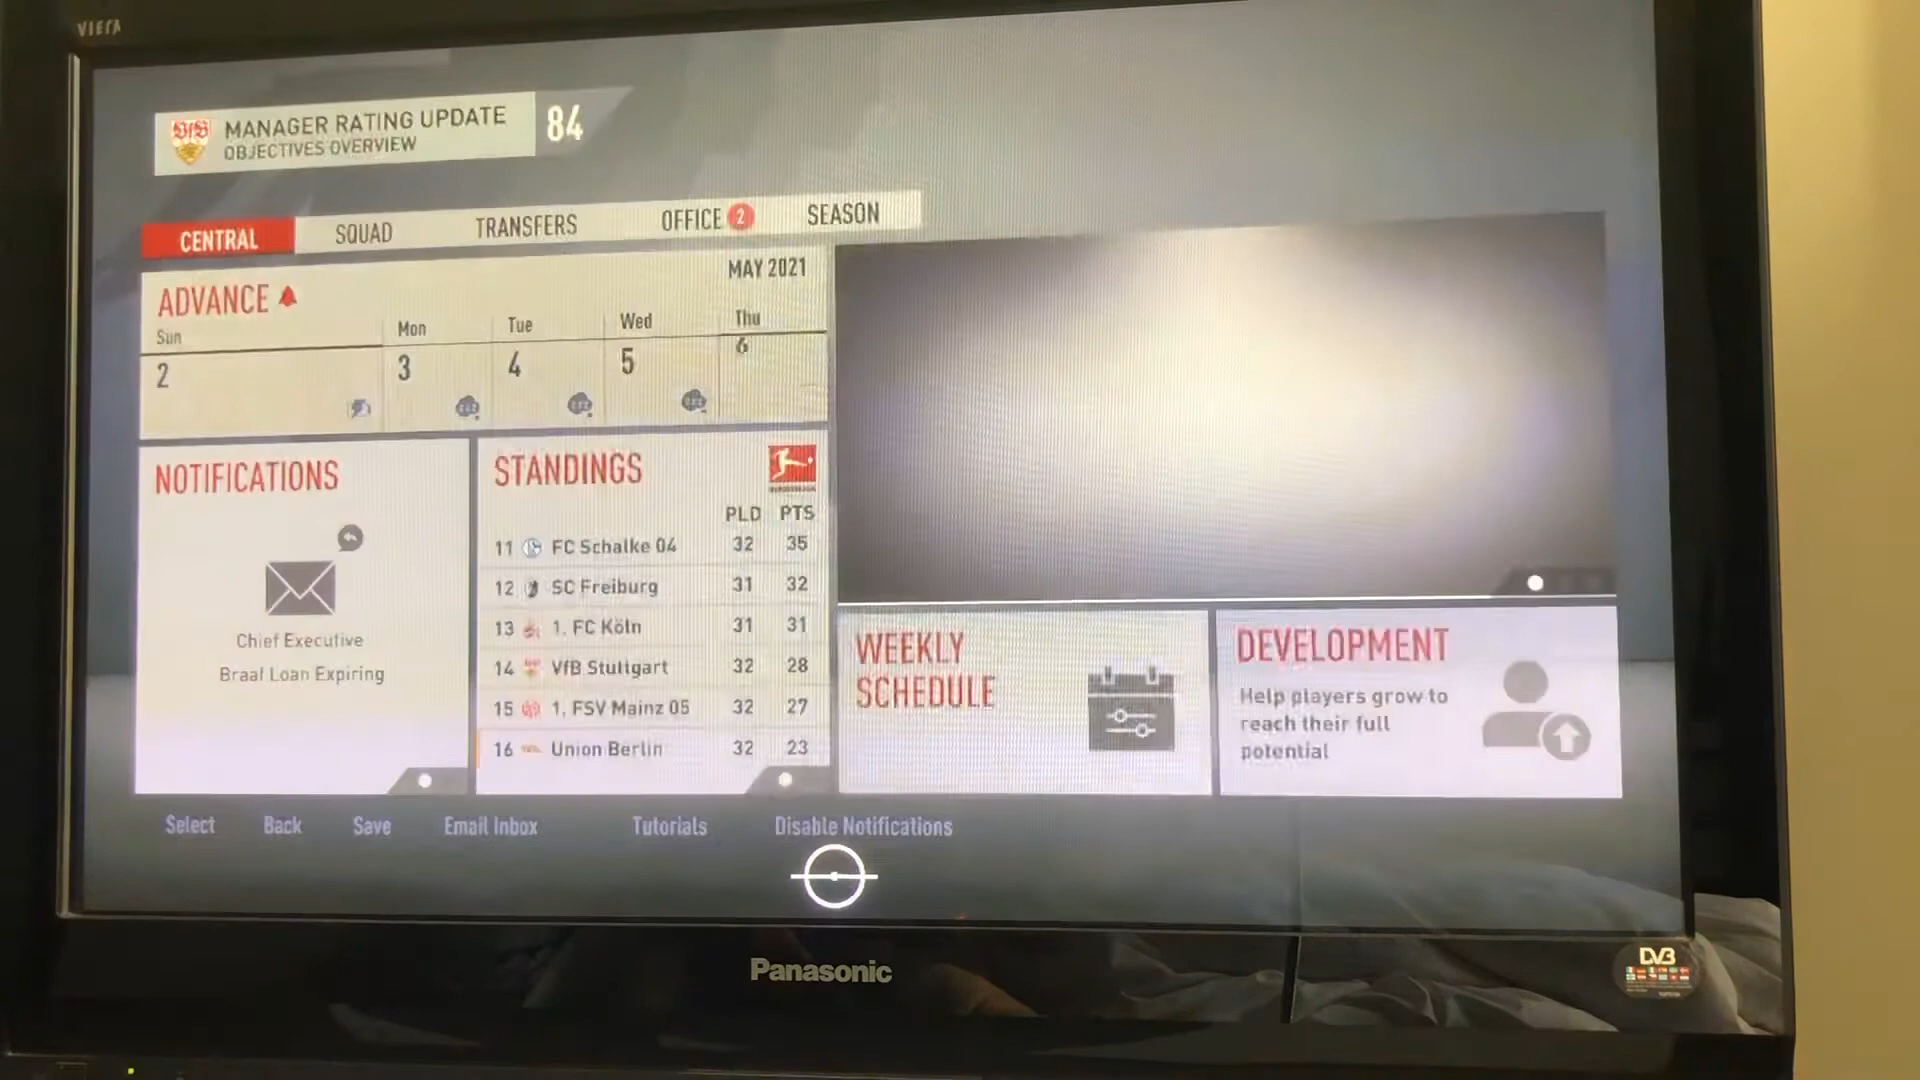 VIERA
MANAGER RATING UPDATE 84
OBJECTIVES OVERVIEW
CENTRAL SQUAD TRANSFERS OFFICE 2 SEASON
ADVANCE MAY 2021
Sun Mon Tue Wed Thu
2 3 4 5 6
NOTIFICATIONS
Chief Executive
Braaf Loan Expiring
STANDINGS
PLD PTS
11 FC Schalke 04 32 35
12 SC Freiburg 31 32
13 1. FC Köln 31 31
14 VfB Stuttgart 32 28
15 1. FSV Mainz 05 32 27
16 Union Berlin 32 23
WEEKLY
SCHEDULE
DEVELOPMENT
Help players grow to
reach their full
potential
Select Back Save Email Inbox Tutorials Disable Notifications
Panasonic
DVB